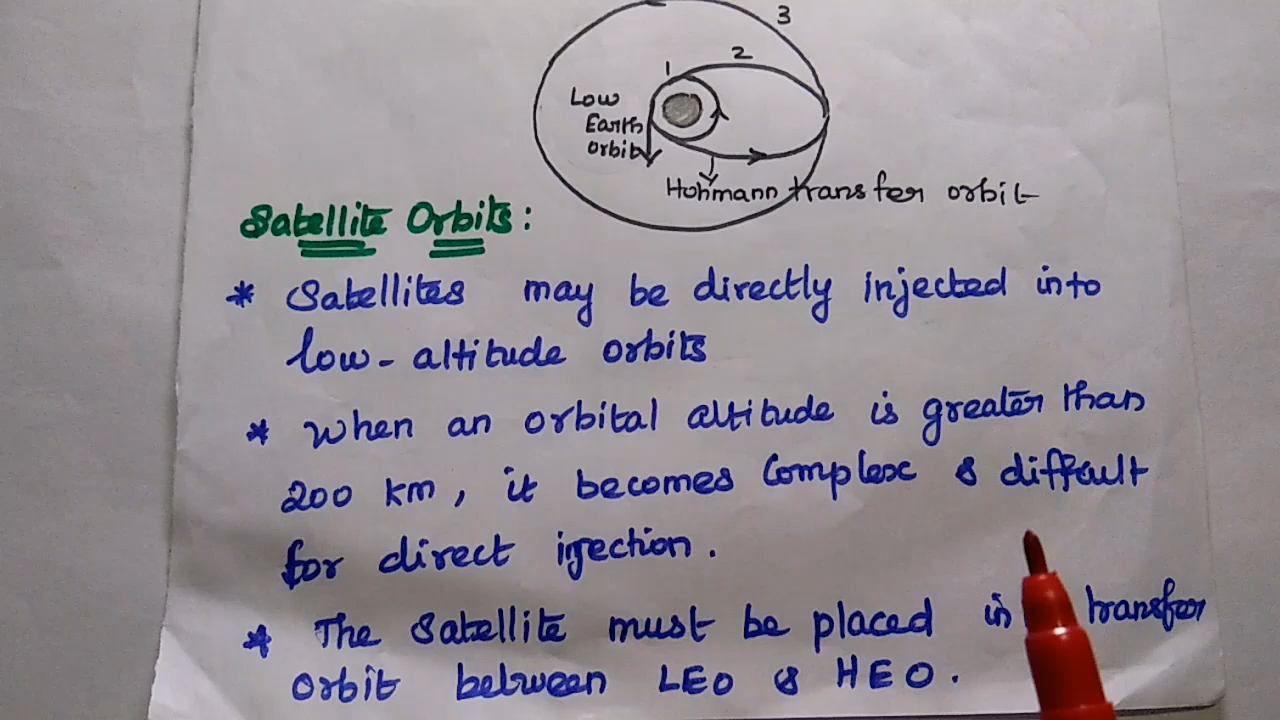 3
2
1
Low
Earth
orbit
Hohmann transfer orbit
Satellite Orbits:
* Satellites may be directly injected into
low-altitude orbits
* When an orbital altitude is greater than
200 km, it becomes complex & difficult
for direct injection.
* The satellite must be placed in transfer
orbit between LEO & HEO.